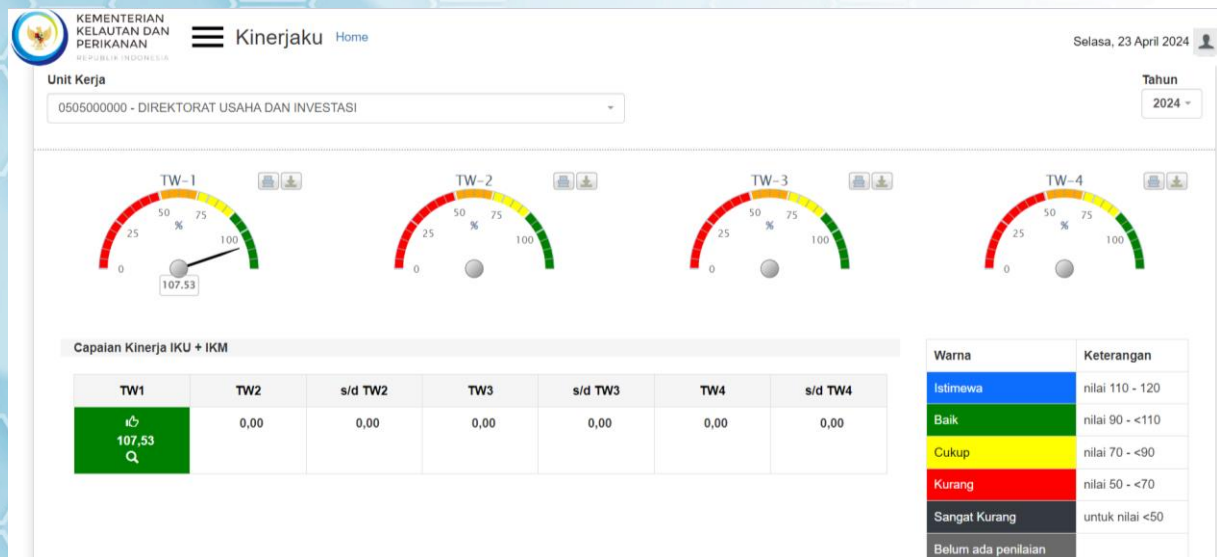 KEMENTERIAN
KELAUTAN DAN
PERIKANAN
REPUBLIK INDONESIA
Kinerjaku Home
Selasa, 23 April 2024
Unit Kerja
Tahun
0505000000 - DIREKTORAT USAHA DAN INVESTASI
2024
TW-1
0
25
50
75
100
%
107.53
TW-2
0
25
50
75
100
%
TW-3
0
25
50
75
100
%
TW-4
0
25
50
75
100
%
Capaian Kinerja IKU + IKM
TW1 TW2 s/d TW2 TW3 s/d TW3 TW4 s/d TW4
107,53 0,00 0,00 0,00 0,00 0,00 0,00
Warna Keterangan
Istimewa nilai 110 - 120
Baik nilai 90 - <110
Cukup nilai 70 - <90
Kurang nilai 50 - <70
Sangat Kurang untuk nilai <50
Belum ada penilaian